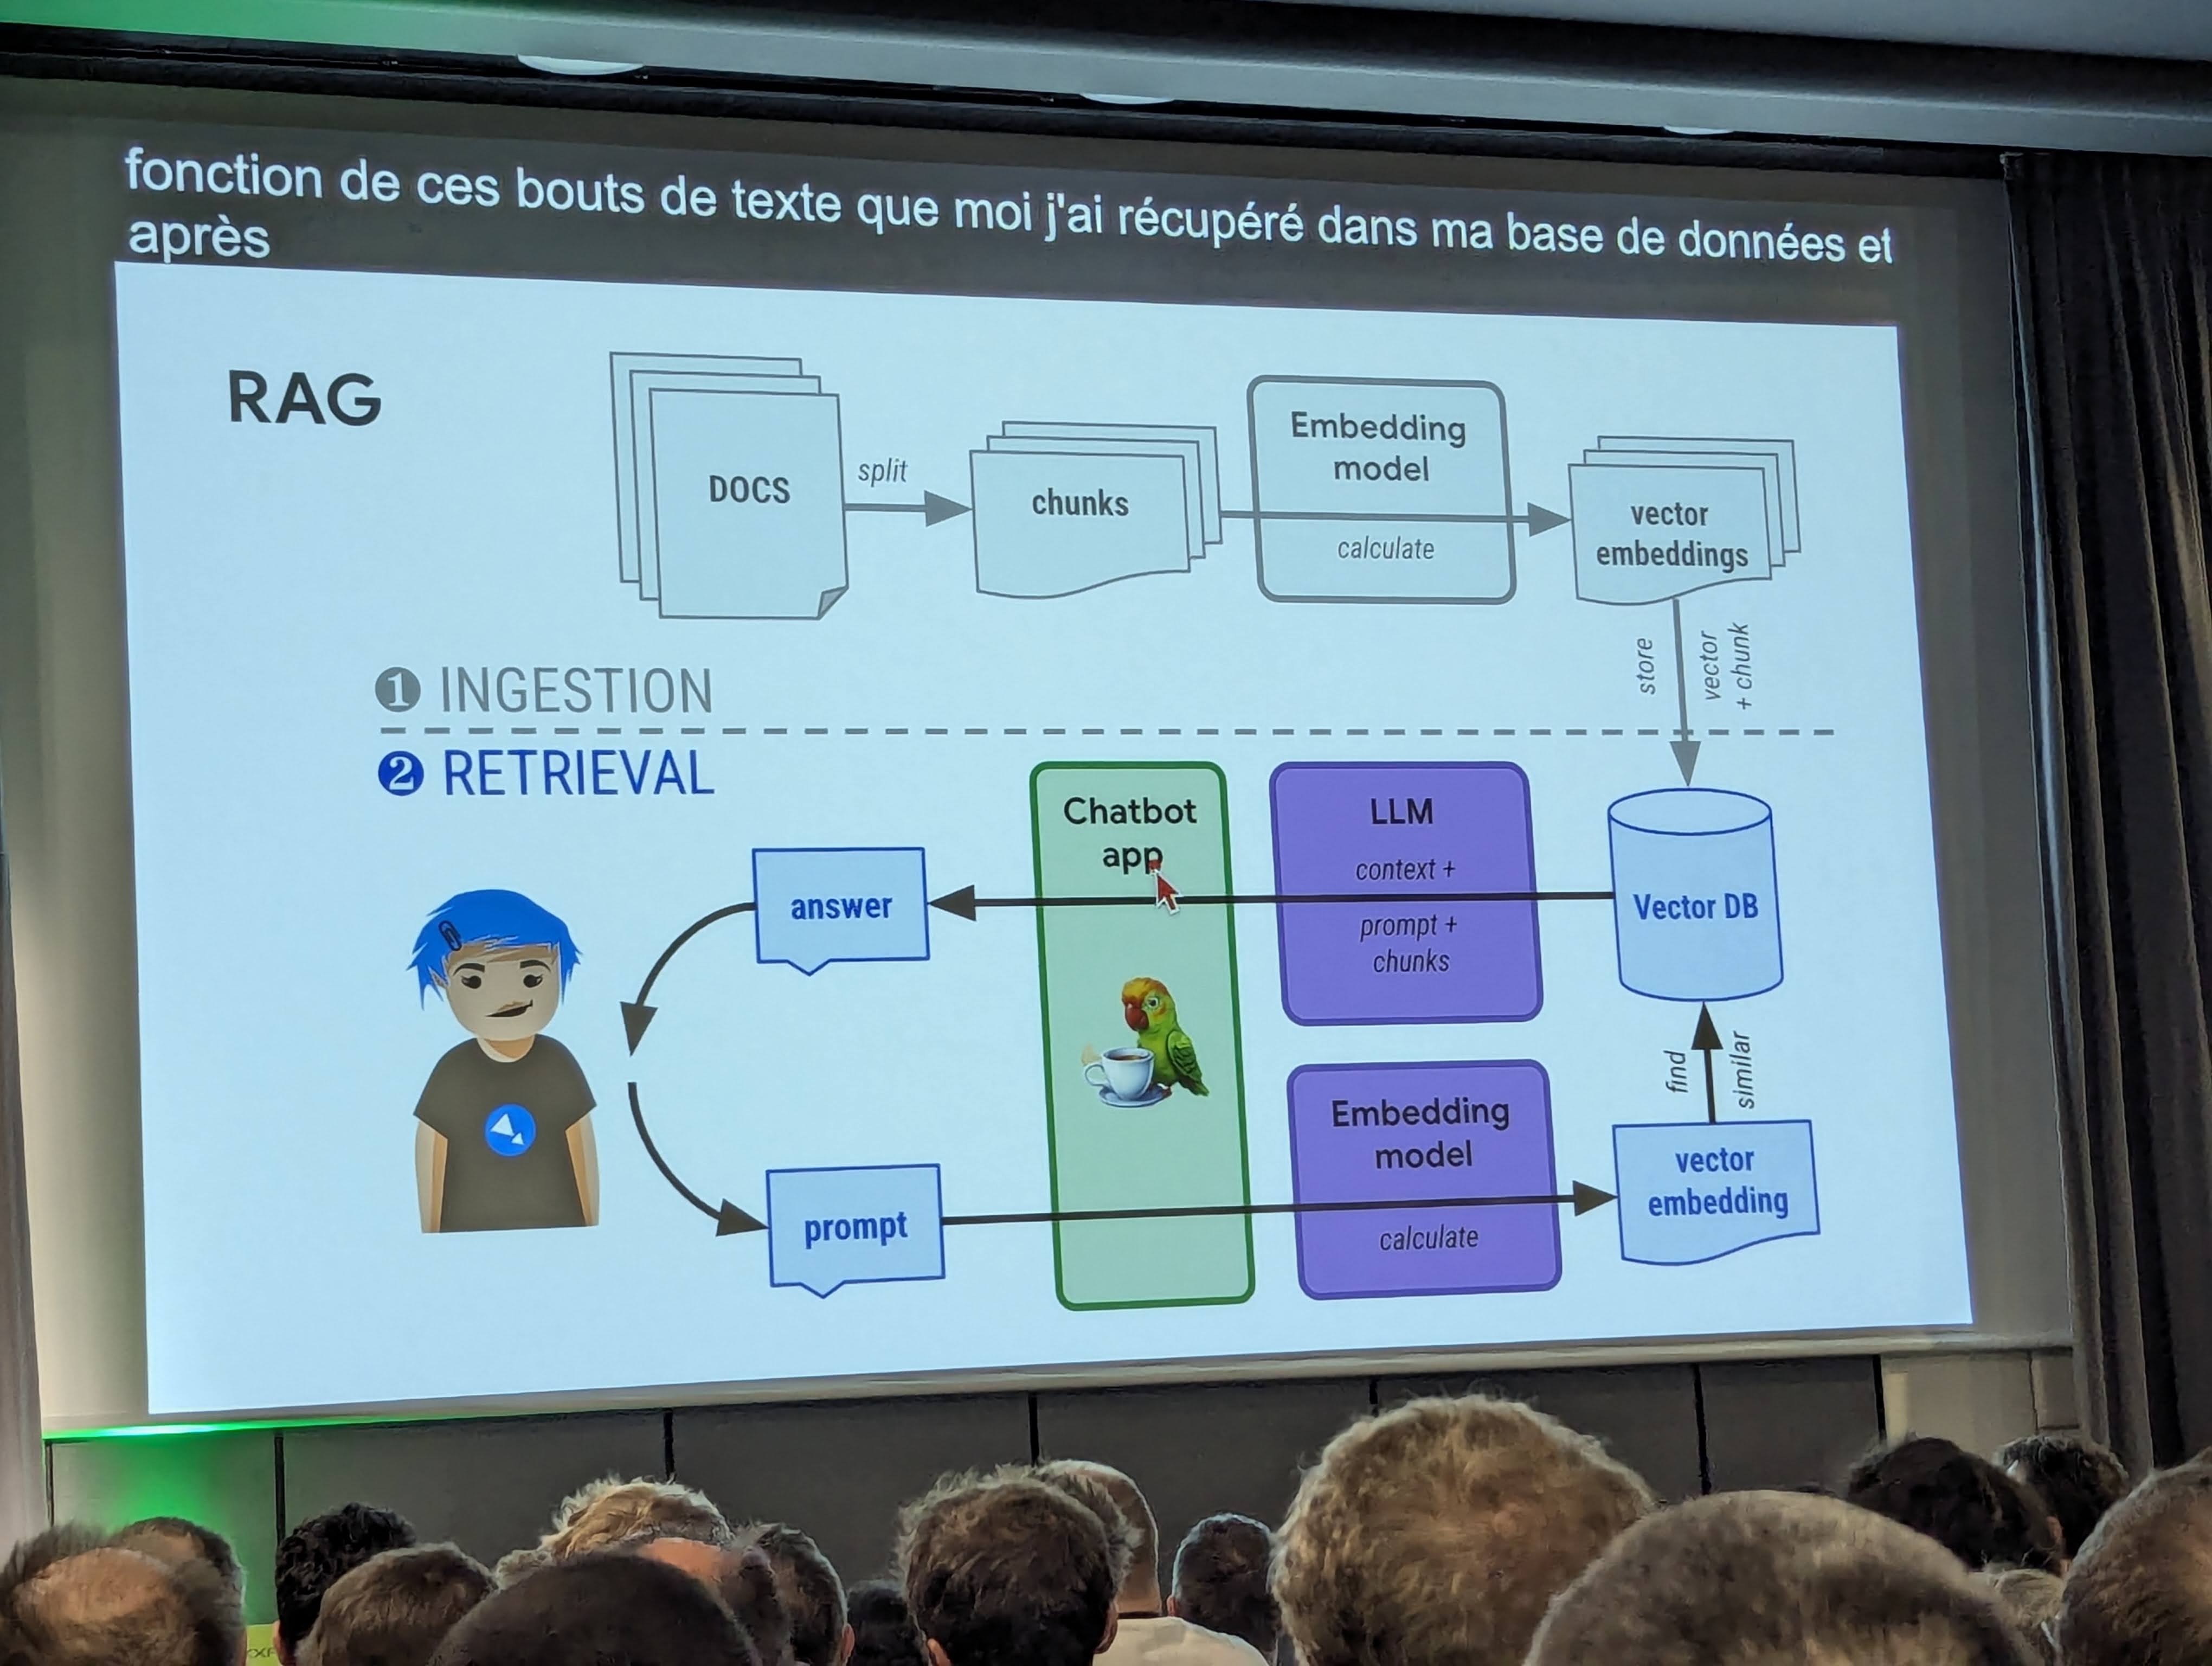 fonction de ces bouts de texte que moi j'ai récupéré dans ma base de données et
après
RAG
DOCS
split
chunks
Embedding
model
calculate
vector
embeddings
store
vector
+ chunk
1 INGESTION
2 RETRIEVAL
Chatbot
app
LLM
context +
prompt +
chunks
Vector DB
answer
find
similar
Embedding
model
calculate
vector
embedding
prompt